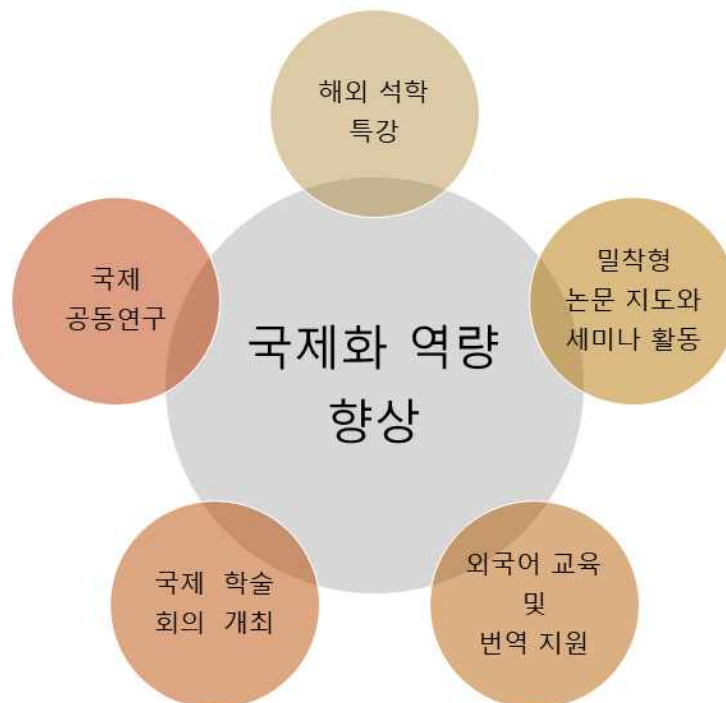 해외 석학
특강
밀착형
논문 지도와
세미나 활동
국제
공동연구
국제화 역량
향상
외국어 교육
및
번역 지원
국제 학술
회의 개최